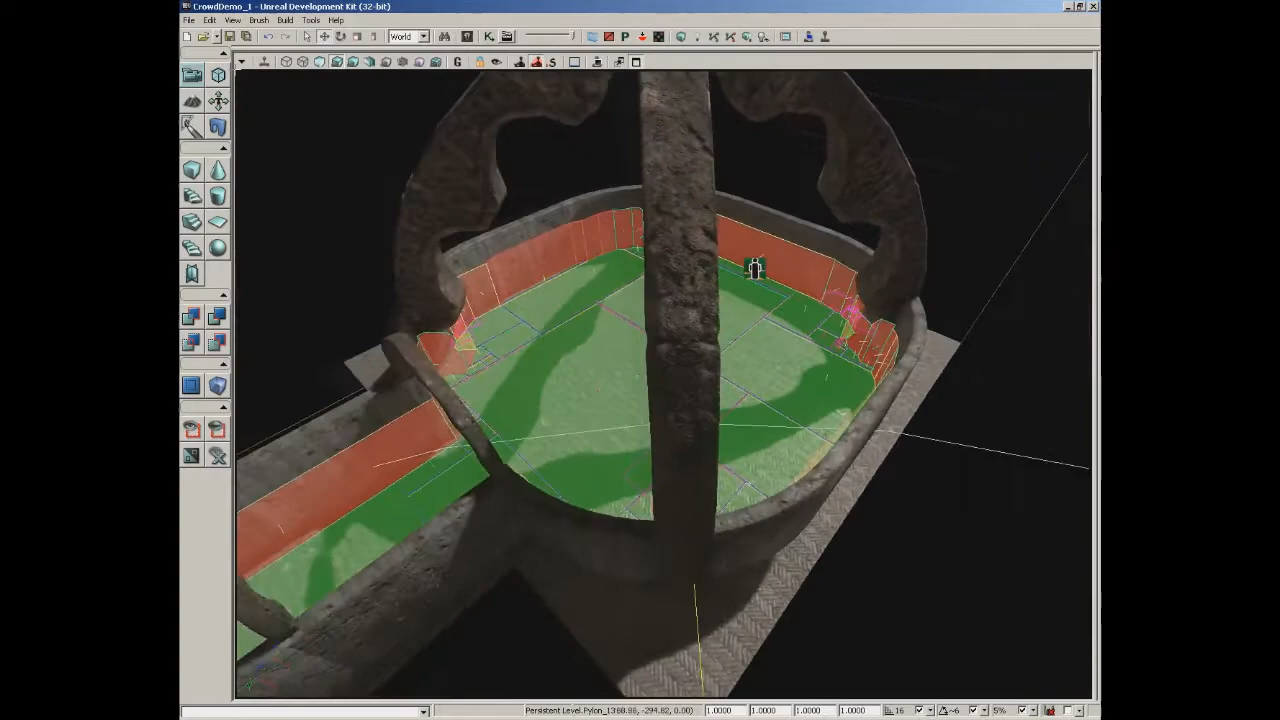 CrowdDemo_1 - Unreal Development Kit (32-bit)
File Edit View Brush Build Tools Help
World
P
G
S
Persistent Level.Pylon_1 1.0000 1.0000 1.0000 1.0000 16 ~6 5%